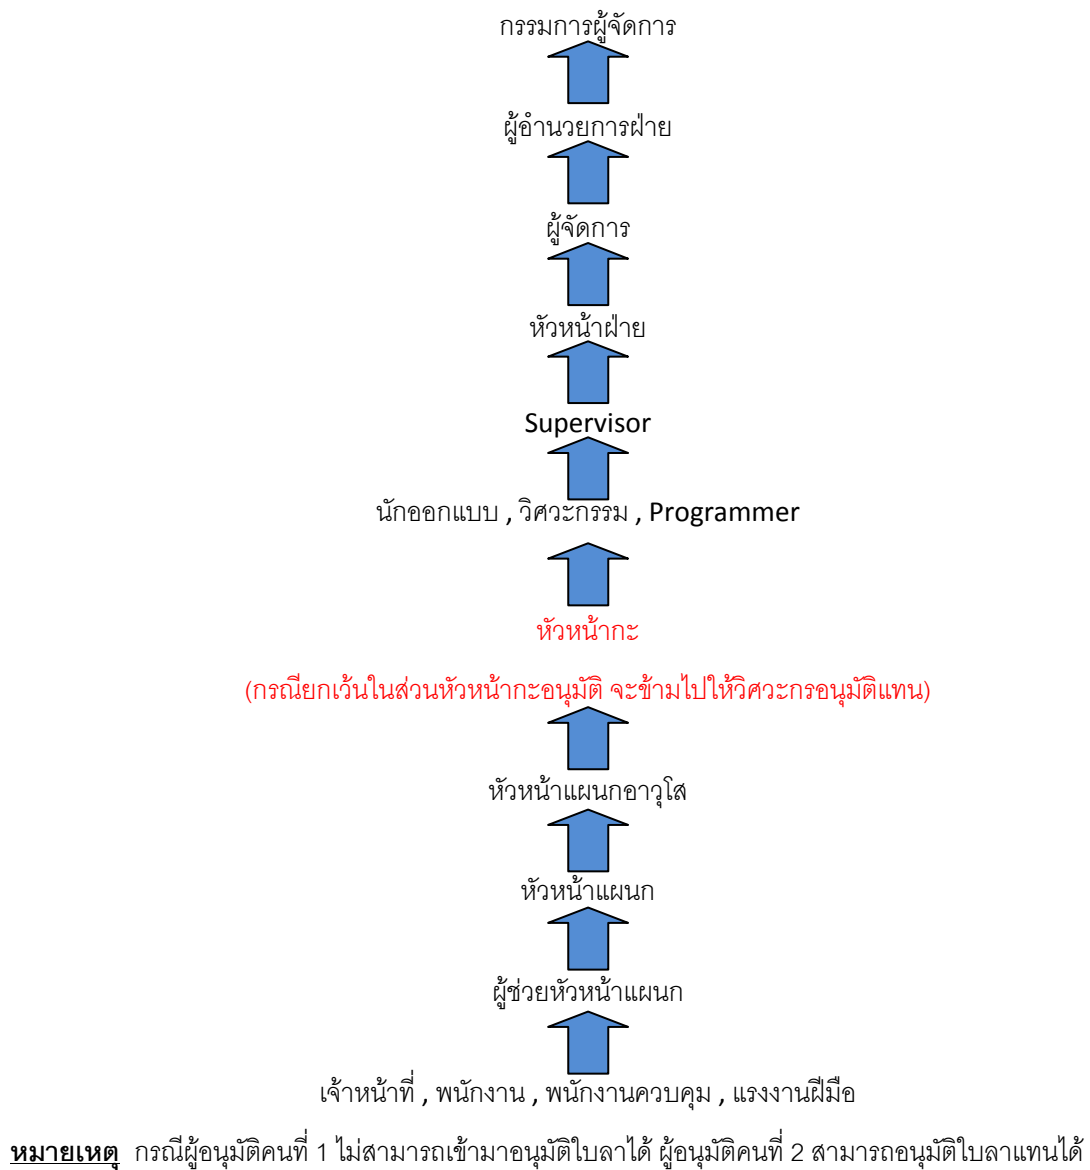 กรรมการผู้จัดการ
ผู้อำนวยการฝ่าย
ผู้จัดการ
หัวหน้าฝ่าย
Supervisor
นักออกแบบ , วิศวะกรรม , Programmer
หัวหน้ากะ
(กรณียกเว้นในส่วนหัวหน้ากะอนุมัติ จะข้ามไปให้วิศวะกรอนุมัติแทน)
หัวหน้าแผนกอาวุโส
หัวหน้าแผนก
ผู้ช่วยหัวหน้าแผนก
เจ้าหน้าที่ , พนักงาน , พนักงานควบคุม , แรงงานฝีมือ
หมายเหตุ กรณีผู้อนุมัติคนที่ 1 ไม่สามารถเข้ามาอนุมัติใบลาได้ ผู้อนุมัติคนที่ 2 สามารถอนุมัติใบลาแทนได้